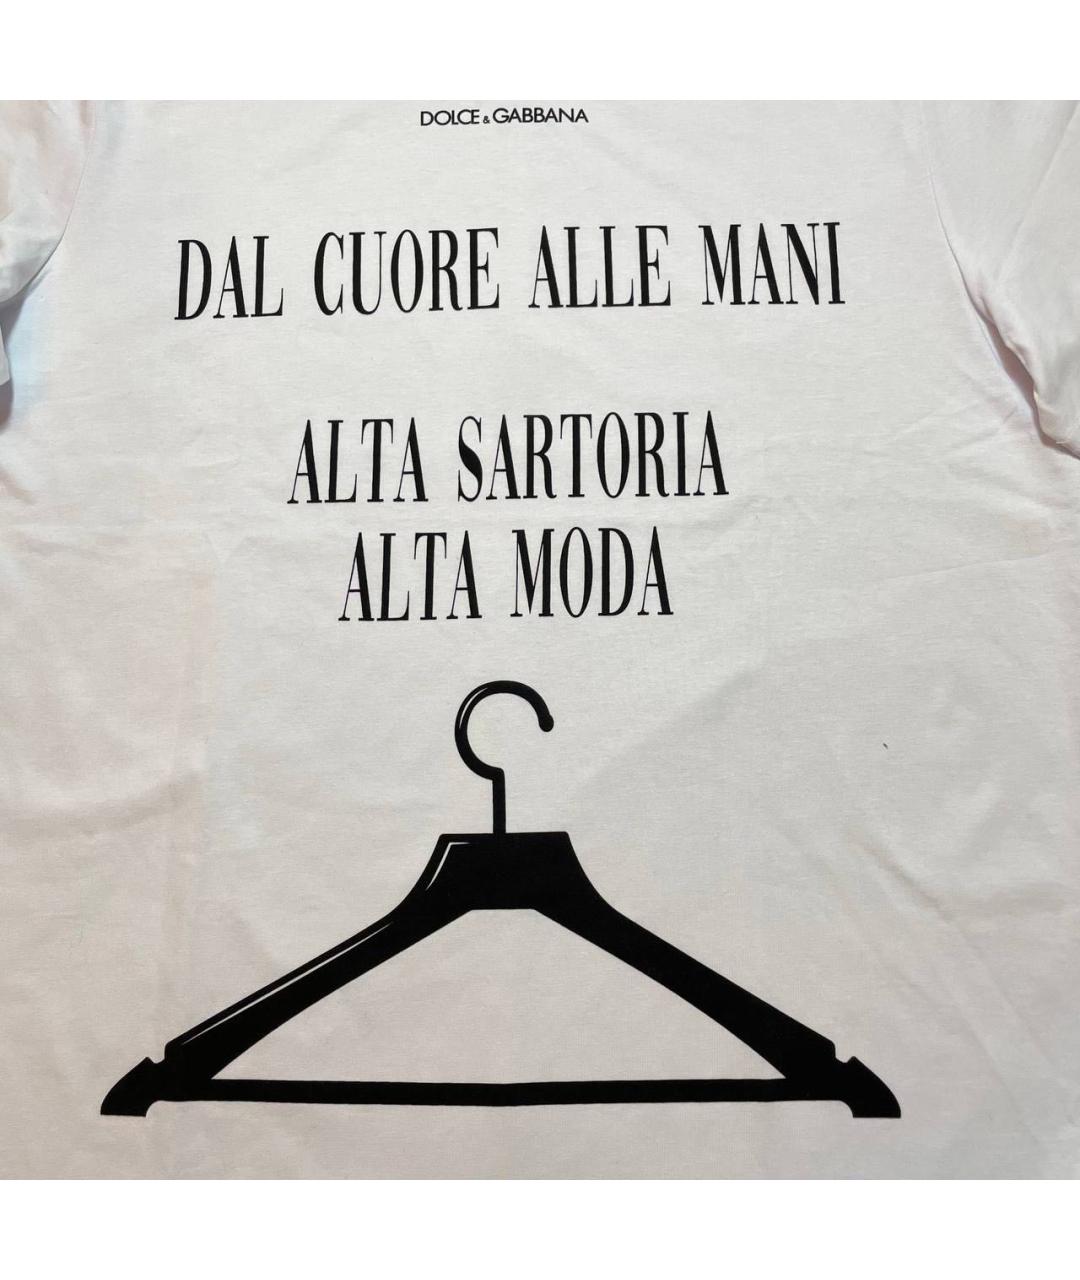 DOLCE & GABBANA
DAL CUORE ALLE MANI
ALTA SARTORIA
ALTA MODA